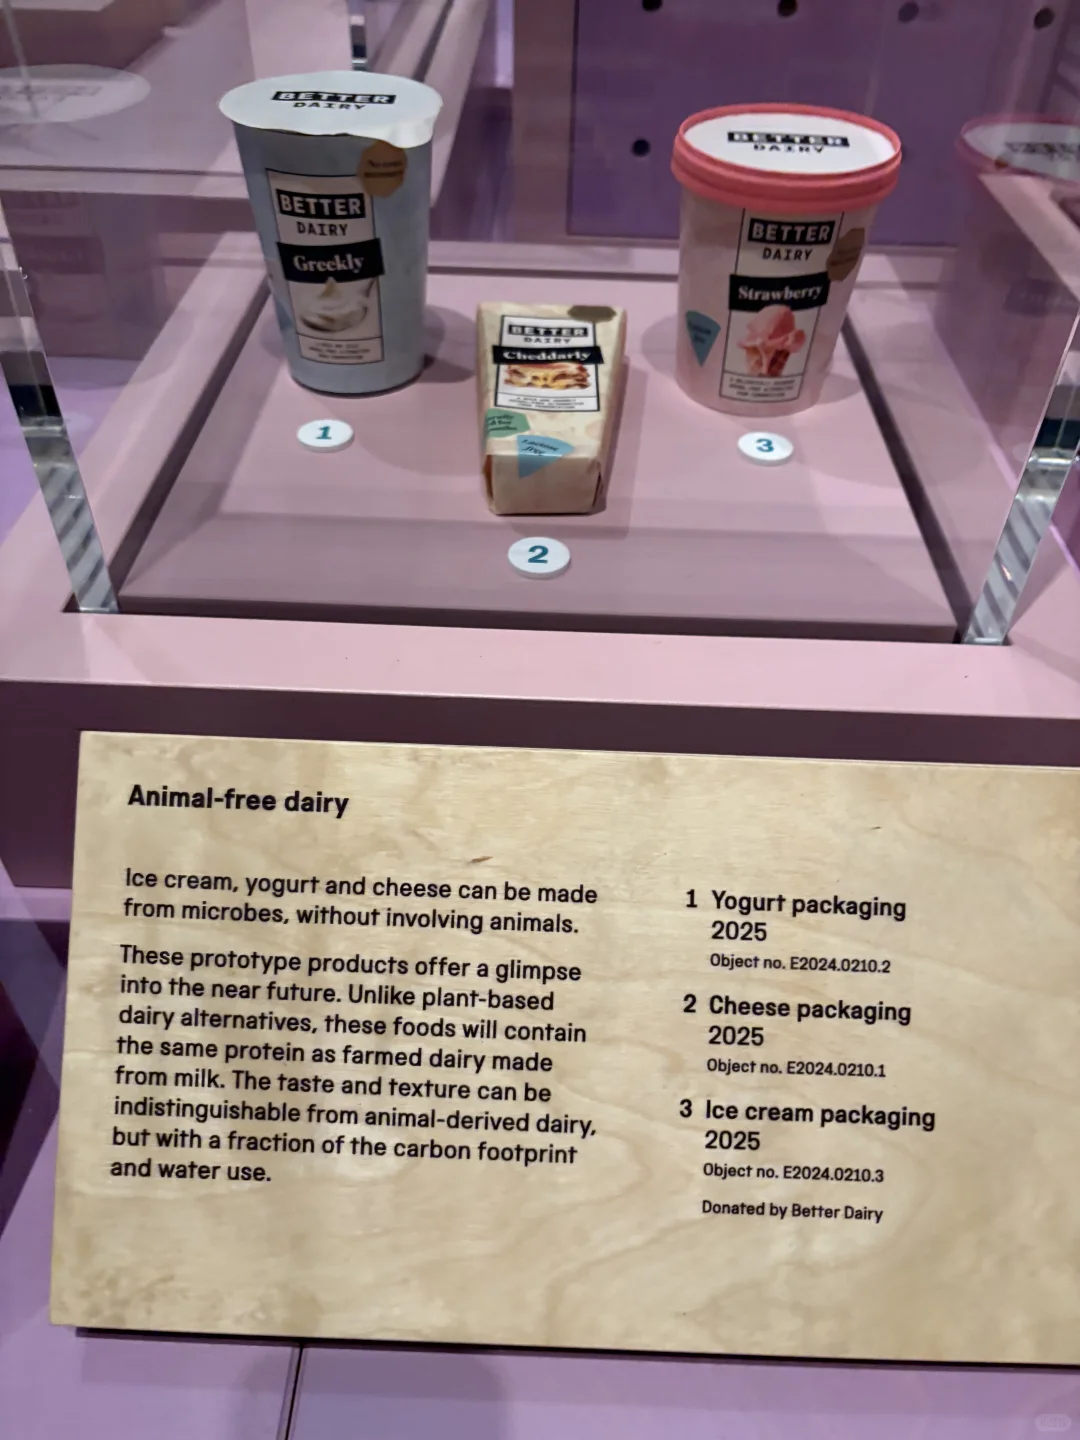 BETTER
DAIRY
BETTER
DAIRY
Greekly
BETTER
DAIRY
Cheddarly
Lactose
free
BETTER
DAIRY
BETTER
DAIRY
Strawberry
1
2
3
Animal-free dairy
Ice cream, yogurt and cheese can be made
from microbes, without involving animals.
These prototype products offer a glimpse
into the near future. Unlike plant-based
dairy alternatives, these foods will contain
the same protein as farmed dairy made
from milk. The taste and texture can be
indistinguishable from animal-derived dairy,
but with a fraction of the carbon footprint
and water use.
1 Yogurt packaging
2025
Object no. E2024.0210.2
2 Cheese packaging
2025
Object no. E2024.0210.1
3 Ice cream packaging
2025
Object no. E2024.0210.3
Donated by Better Dairy